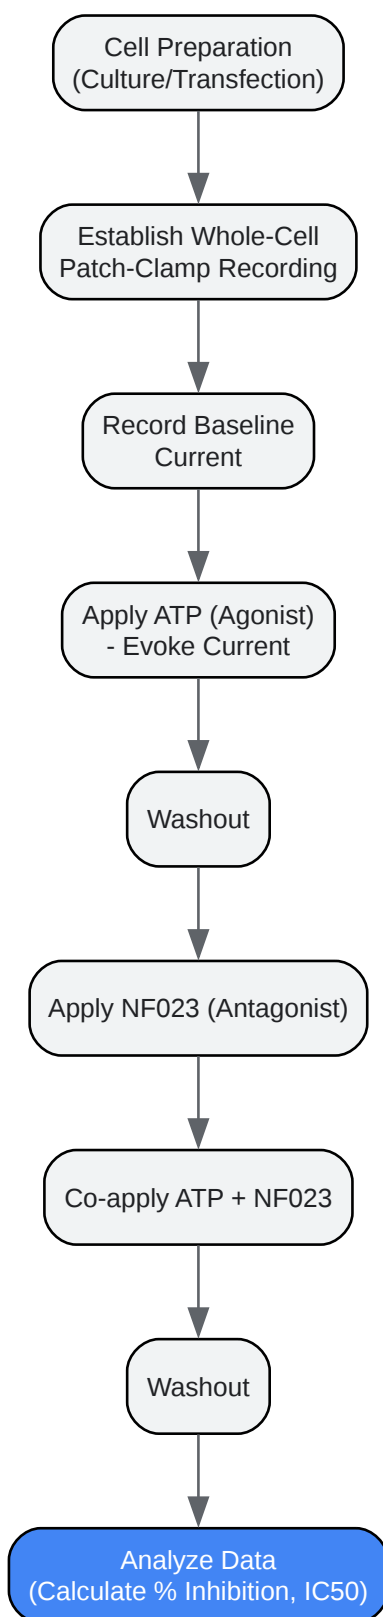 Cell Preparation
(Culture/Transfection)
Establish Whole-Cell
Patch-Clamp Recording
Record Baseline
Current
Apply ATP (Agonist)
- Evoke Current
Washout
Apply NF023 (Antagonist)
Co-apply ATP + NF023
Washout
Analyze Data
(Calculate % Inhibition, IC50)